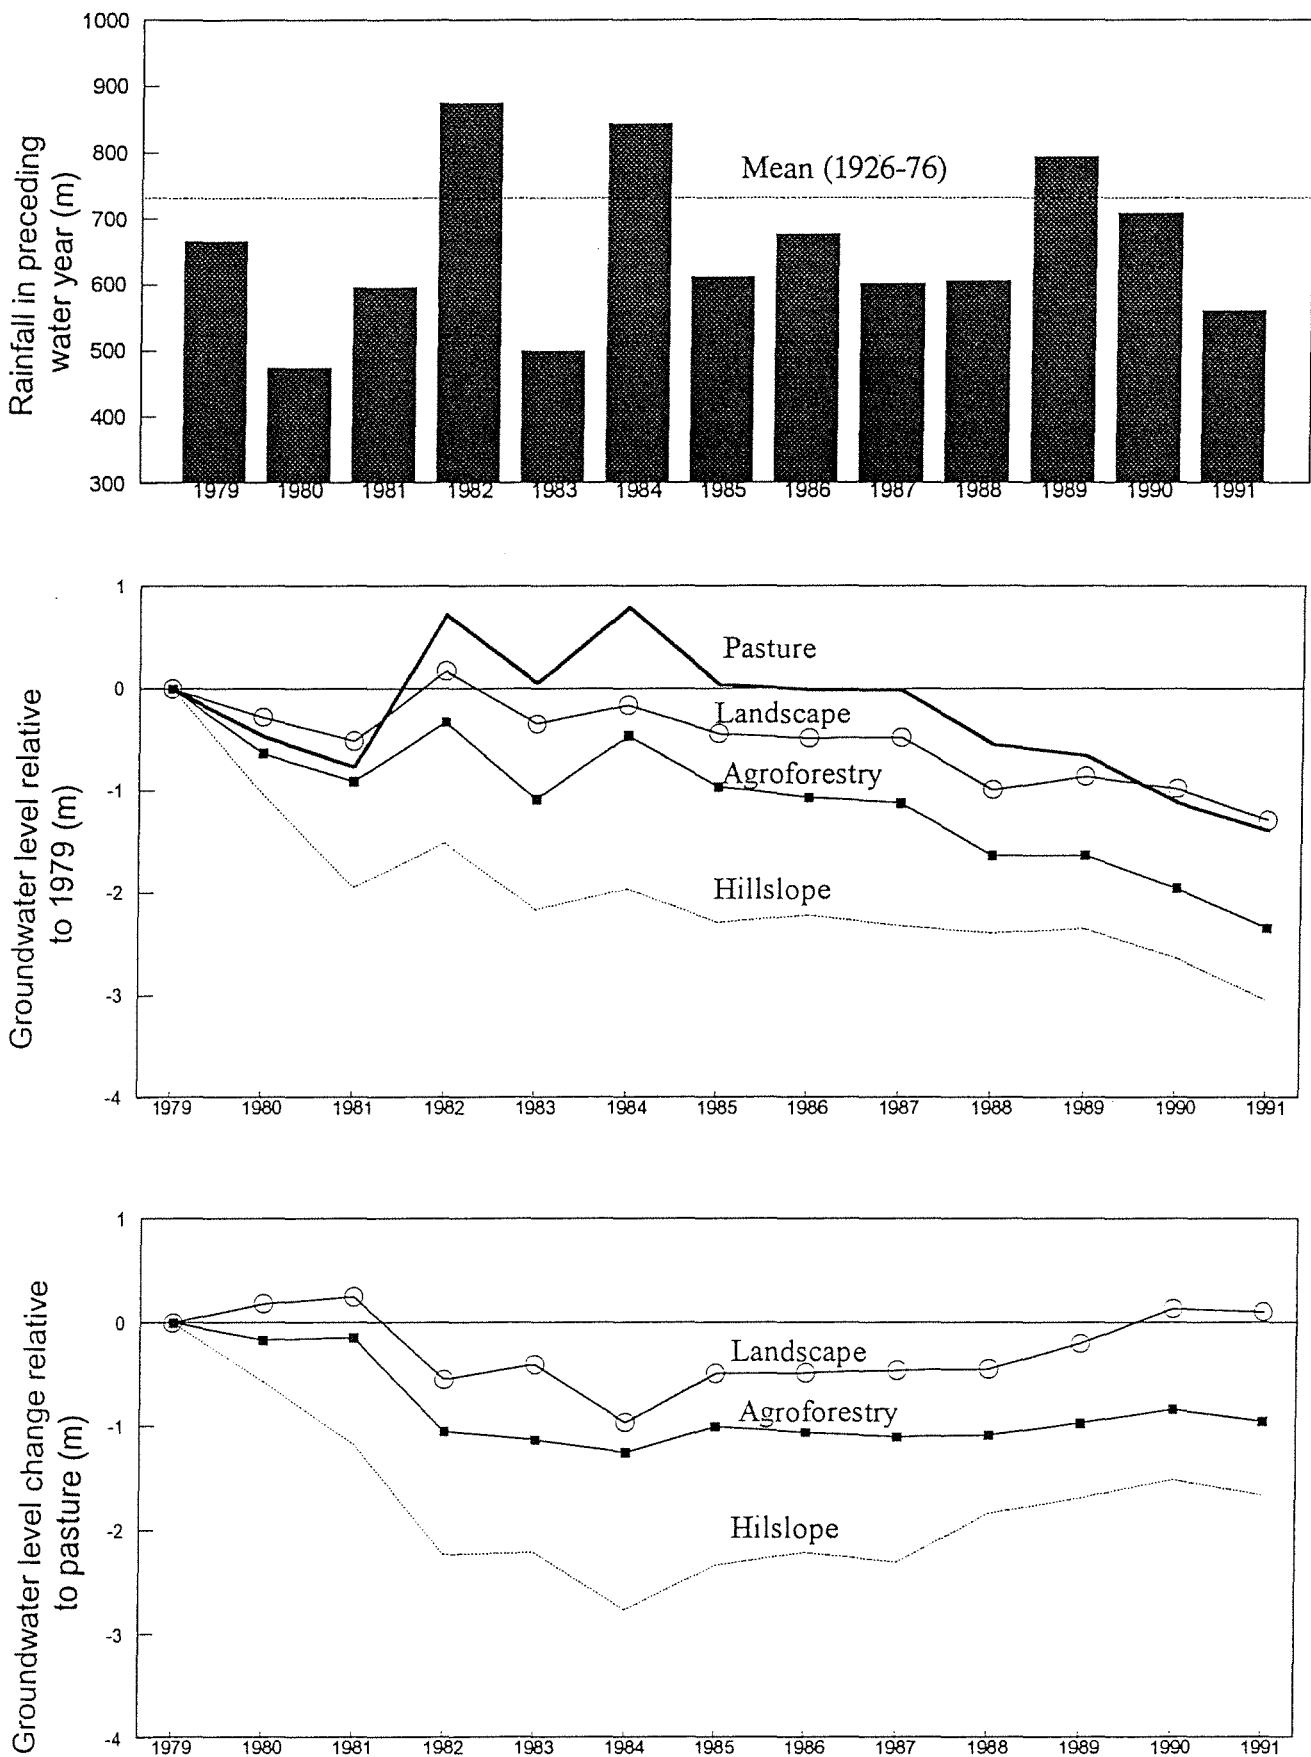 Rainfall in preceding
water year (m)
1000
900
800
700
600
500
400
300
Mean (1926-76)
1979 1980 1981 1982 1983 1984 1985 1986 1987 1988 1989 1990 1991
Groundwater level relative
to 1979 (m)
1
0
-1
-2
-3
-4
Pasture
Landscape
Agroforestry
Hillslope
1979 1980 1981 1982 1983 1984 1985 1986 1987 1988 1989 1990 1991
Groundwater level change relative
to pasture (m)
1
0
-1
-2
-3
-4
Landscape
Agroforestry
Hilslope
1979 1980 1981 1982 1983 1984 1985 1986 1987 1988 1989 1990 1991